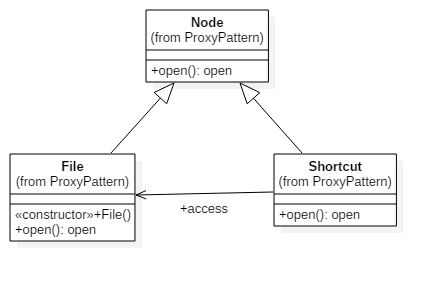 Node
(from ProxyPattern)
+open(): open
File
(from ProxyPattern)
«constructor»+File()
+open(): open
Shortcut
(from ProxyPattern)
+open(): open
+access